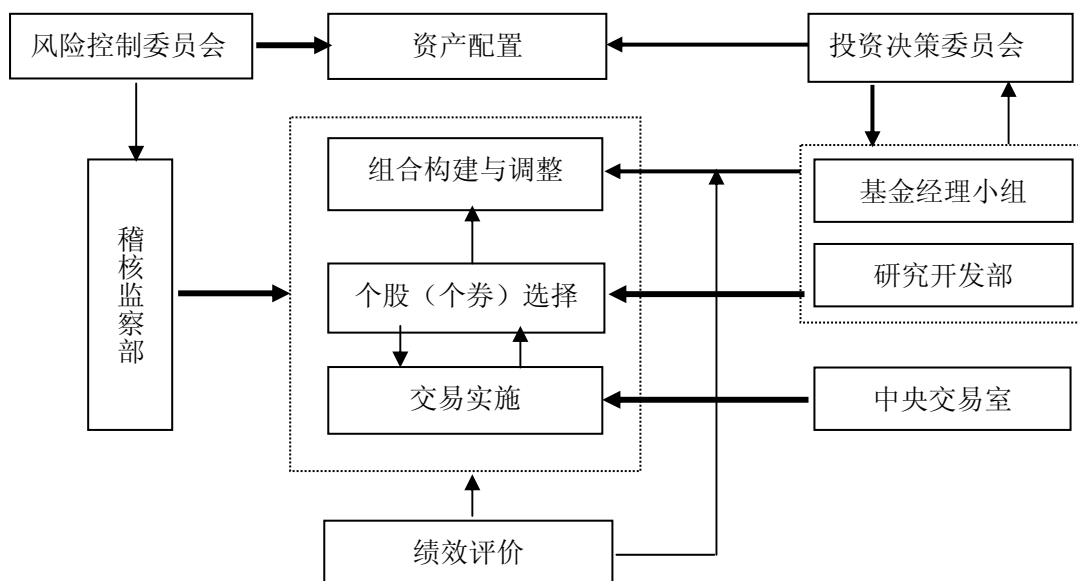 风险控制委员会
资产配置
投资决策委员会
组合构建与调整
基金经理小组
稽核监察部
个股（个券）选择
研究开发部
交易实施
中央交易室
绩效评价